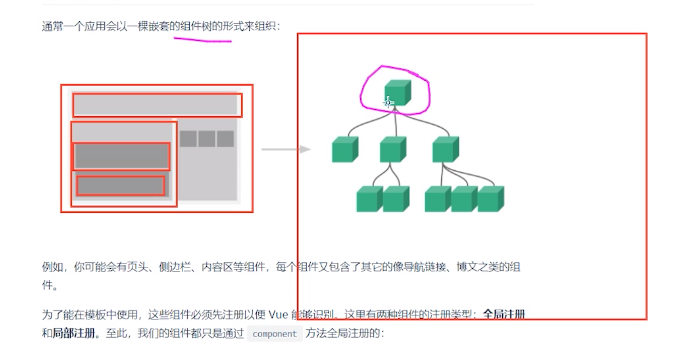 通常一个应用会以一棵嵌套的组件树的形式来组织：
例如，你可能会有页头、侧边栏、内容区等组件，每个组件又包含了其它的像导航链接、博文之类的组
件。
为了能在模板中使用，这些组件必须先注册以便 Vue 能够识别。这里有两种组件的注册类型：全局注册
和局部注册。至此，我们的组件都只是通过 component 方法全局注册的：